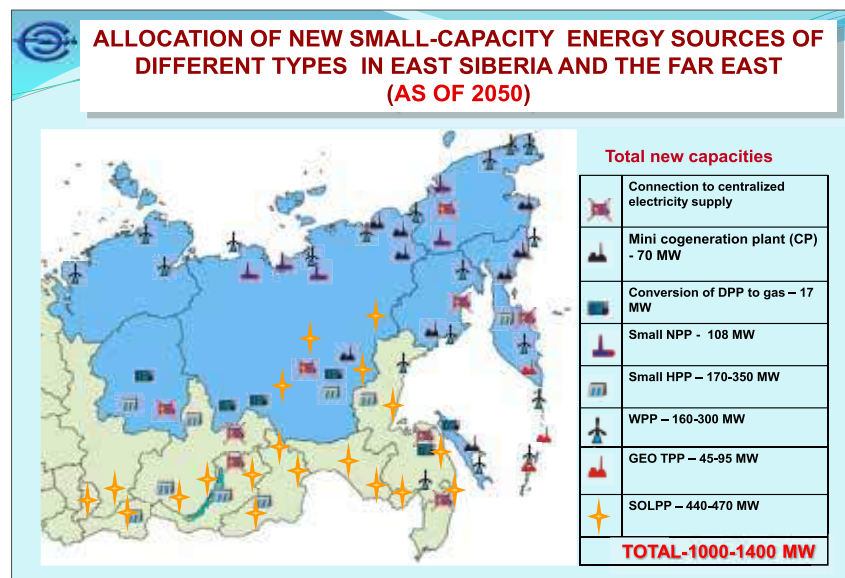 ALLOCATION OF NEW SMALL-CAPACITY ENERGY SOURCES OF
DIFFERENT TYPES IN EAST SIBERIA AND THE FAR EAST
(AS OF 2050)
Total new capacities
Connection to centralized
electricity supply
Mini cogeneration plant (CP)
- 70 MW
Conversion of DPP to gas – 17
MW
Small NPP - 108 MW
Small HPP – 170-350 MW
WPP – 160-300 MW
GEO TPP – 45-95 MW
SOLPP – 440-470 MW
TOTAL-1000-1400 MW